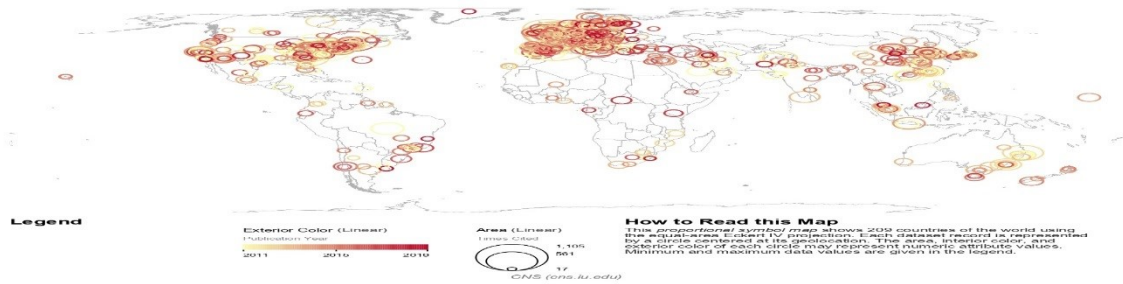 Legend
Exterior Color (Linear)
Publication Year
2011
2015
2019
Area (Linear)
Times Cited
1,105
561
17
CNS (cns.iu.edu)
How to Read this Map
This proportional symbol map shows 209 countries of the world using
the equal-area Eckert IV projection. Each dataset record is represented
by a circle centered at its geolocation. The area, interior color, and
exterior color of each circle may represent numeric attribute values.
Minimum and maximum data values are given in the legend.